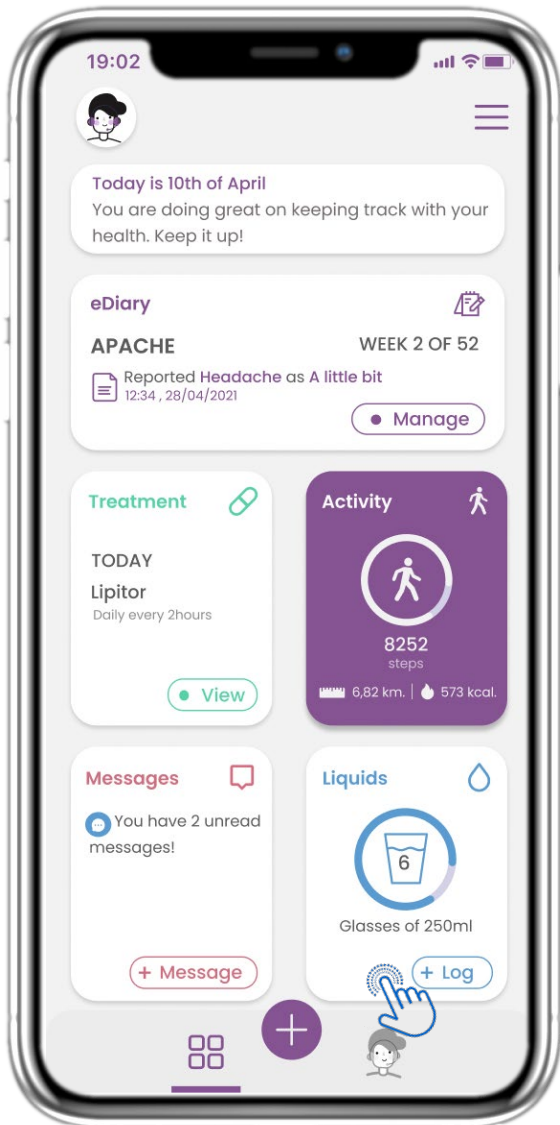 19:02
Today is 10th of April
You are doing great on keeping track with your
health. Keep it up!
eDiary
APACHE
WEEK 2 OF 52
Reported Headache as A little bit
12:34 , 28/04/2021
Manage
Treatment
TODAY
Lipitor
Daily every 2hours
View
Activity
8252
steps
6,82 km.
573 kcal.
Messages
You have 2 unread
messages!
+ Message
Liquids
6
Glasses of 250ml
+ Log